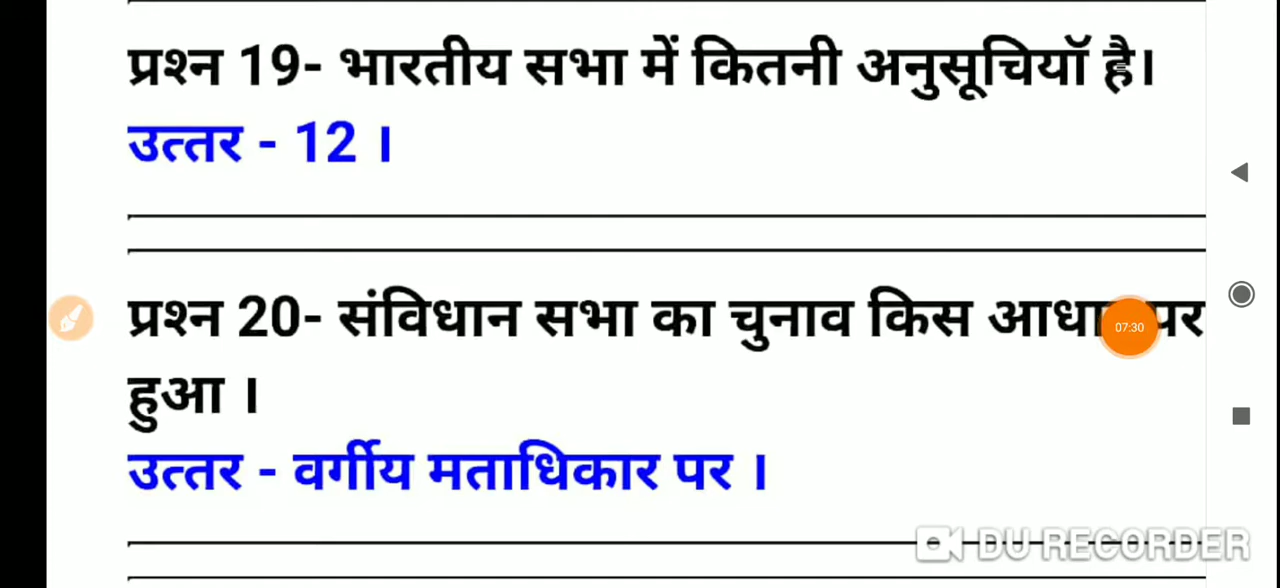 प्रश्न 19- भारतीय सभा में कितनी अनुसूचियॉ है।
उत्तर - 12 ।
प्रश्न 20- संविधान सभा का चुनाव किस पर
07:30
हुआ ।
उत्तर - वर्गीय मताधिकार पर ।
DU RECORDER